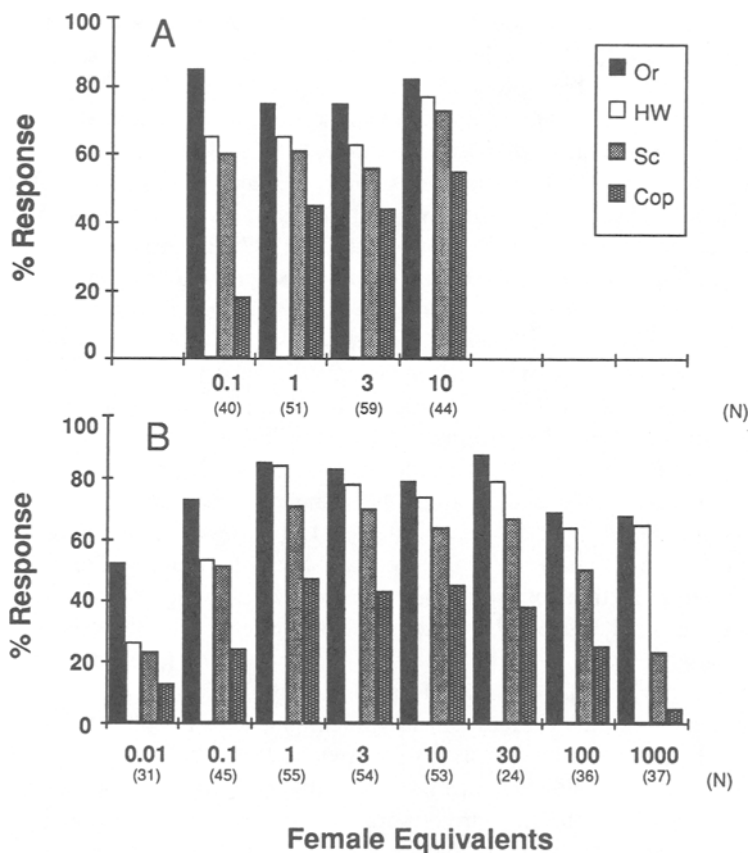 A
100
80
60
40
20
0
% Response
Or
HW
Sc
Cop
0.1 1 3 10
(40) (51) (59) (44) (N)
B
100
80
60
40
20
0
% Response
0.01 0.1 1 3 10 30 100 1000
(31) (45) (55) (54) (53) (24) (36) (37) (N)
Female Equivalents